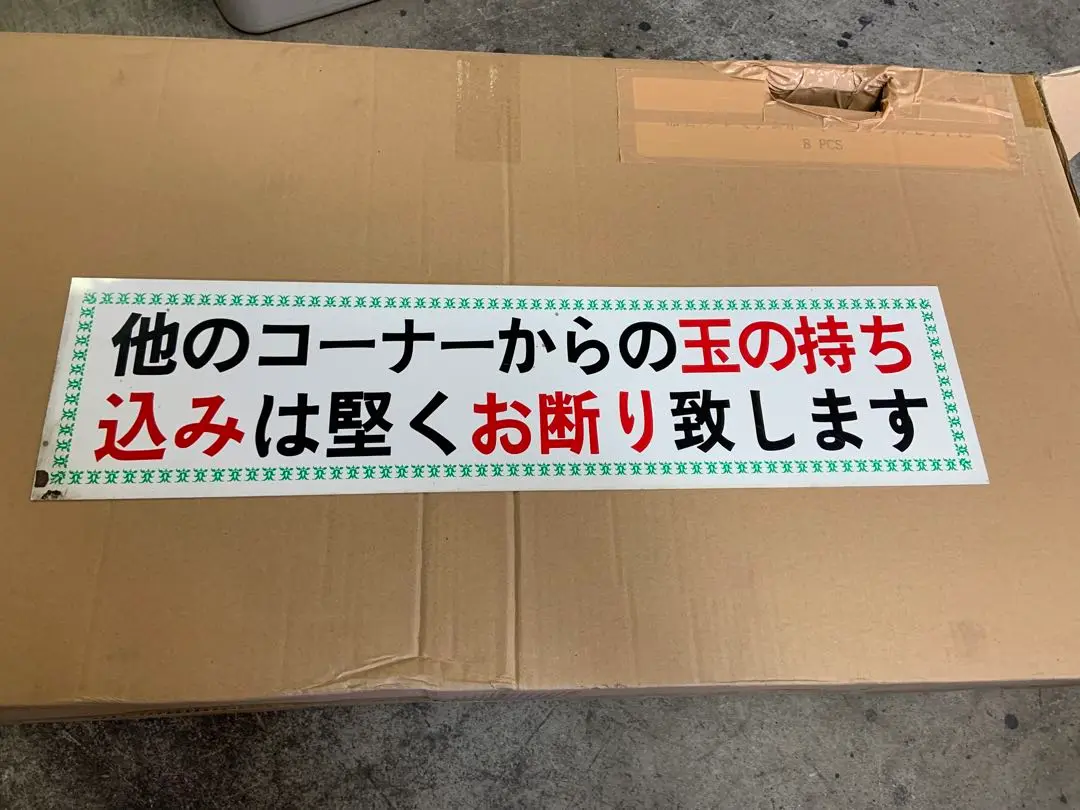 8 PCS
他のコーナーからの玉の持ち
込みは堅くお断り致します